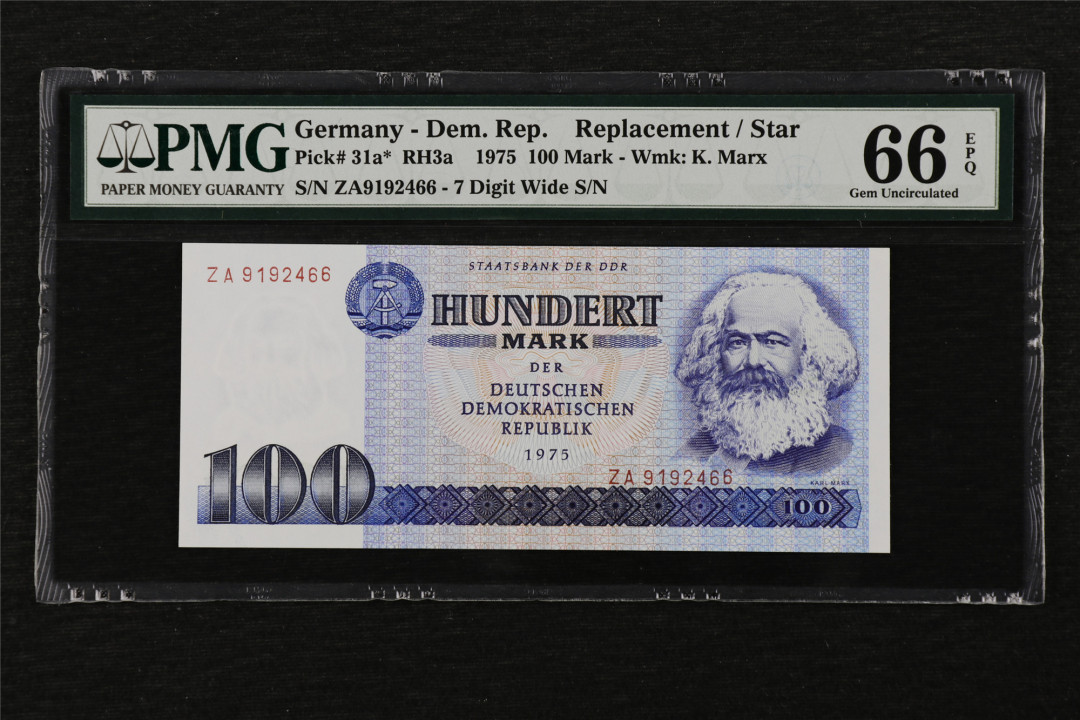 PMG
PAPER MONEY GUARANTY
Germany - Dem. Rep. Replacement / Star
Pick# 31a* RH3a 1975 100 Mark - Wmk: K. Marx
S/N ZA9192466 - 7 Digit Wide S/N
66 EPQ
Gem Uncirculated
ZA 9192466
STAATSBANK DER DDR
HUNDERT
MARK
DER
DEUTSCHEN
DEMOKRATISCHEN
REPUBLIK
1975
ZA 9192466
KARL MARX
100
100